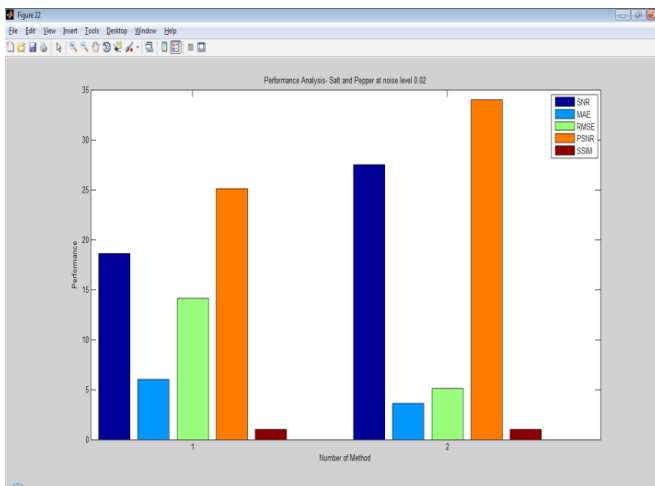 Figure 22
File Edit View Insert Tools Desktop Window Help
Performance Analysis- Salt and Pepper at noise level 0.02
35
30
25
20
15
10
5
0
Performance
SNR
MAE
RMSE
PSNR
SSIM
1 2
Number of Method